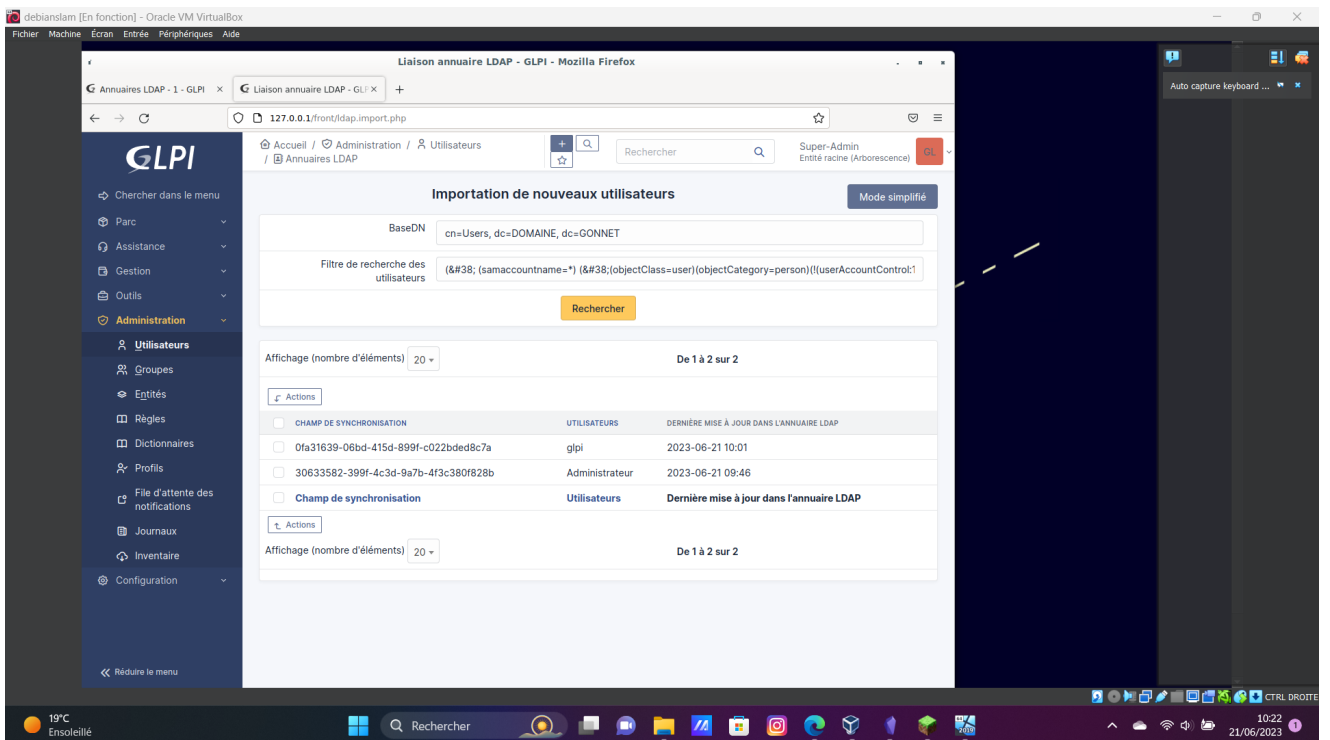 debianslam [En fonction] - Oracle VM VirtualBox
Fichier Machine Écran Entrée Périphériques Aide
Liaison annuaire LDAP - GLPI - Mozilla Firefox
Annuaires LDAP - 1 - GLPI
Liaison annuaire LDAP - GLPI
127.0.0.1/front/ldap.import.php
Auto capture keyboard ...
GLPI
Accueil / Administration / Utilisateurs
/ Annuaires LDAP
Rechercher
Super-Admin
Entité racine (Arborescence)
GL
Chercher dans le menu
Parc
Assistance
Gestion
Outils
Administration
Utilisateurs
Groupes
Entités
Règles
Dictionnaires
Profils
File d'attente des
notifications
Journaux
Inventaire
Configuration
Réduire le menu
Importation de nouveaux utilisateurs
Mode simplifié
BaseDN
cn=Users, dc=DOMAINE, dc=GONNET
Filtre de recherche des
utilisateurs
(&#38; (samaccountname=*) (&#38;(objectClass=user)(objectCategory=person)(!(userAccountControl:1
Rechercher
Affichage (nombre d'éléments) 20
De 1 à 2 sur 2
Actions
CHAMP DE SYNCHRONISATION UTILISATEURS DERNIÈRE MISE À JOUR DANS L'ANNUAIRE LDAP
0fa31639-06bd-415d-899f-c022bded8c7a glpi 2023-06-21 10:01
30633582-399f-4c3d-9a7b-4f3c380f828b Administrateur 2023-06-21 09:46
Champ de synchronisation Utilisateurs Dernière mise à jour dans l'annuaire LDAP
Actions
Affichage (nombre d'éléments) 20
De 1 à 2 sur 2
CTRL DROITE
19°C
Ensoleillé
Rechercher
10:22
21/06/2023
1